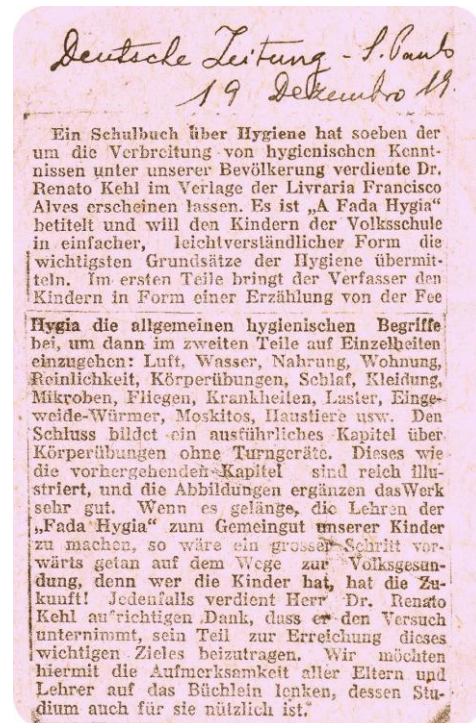 Deutsche Zeitung - S. Paulo
19 Dezembro 19
Ein Schulbuch über Hygiene hat soeben der
um die Verbreitung von hygienischen Kennt-
nissen unter unserer Bevölkerung verdiente Dr.
Renato Kehl im Verlage der Livraria Francisco
Alves erscheinen lassen. Es ist „A Fada Hygia“
betitelt und will den Kindern der Volksschule
in einfacher, leichtverständlicher Form die
wichtigsten Grundsätze der Hygiene übermit-
teln. Im ersten Teile bringt der Verfasser den
Kindern in Form einer Erzählung von der Fee
Hygia die allgemeinen hygienischen Begriffe
bei, um dann im zweiten Teile auf Einzelheiten
einzugehen: Luft, Wasser, Nahrung, Wohnung,
Reinlichkeit, Körperübungen, Schlaf, Kleidung,
Mikroben, Fliegen, Krankheiten, Laster, Einge-
weide-Würmer, Moskitos, Haustiere usw. Den
Schluss bildet ein ausführliches Kapitel über
Körperübungen ohne Turngeräte. Dieses wie
die vorhergehenden Kapitel sind reich illu-
striert, und die Abbildungen ergänzen dasWerk
sehr gut. Wenn es gelänge, die Lehren der
„Fada Hygia“ zum Gemeingut unserer Kinder
zu machen, so wäre ein grosser Schritt vor-
wärts getan auf dem Wege zur Volksgesun-
dung, denn wer die Kinder hat, hat die Zu-
kunft! Jedenfalls verdient Herr Dr. Renato
Kehl aufrichtigen Dank, dass er den Versuch
unternimmt, sein Teil zur Erreichung dieses
wichtigen Zieles beizutragen. Wir möchten
hiermit die Aufmerksamkeit aller Eltern und
Lehrer auf das Büchlein lenken, dessen Stu-
dium auch für sie nützlich ist.